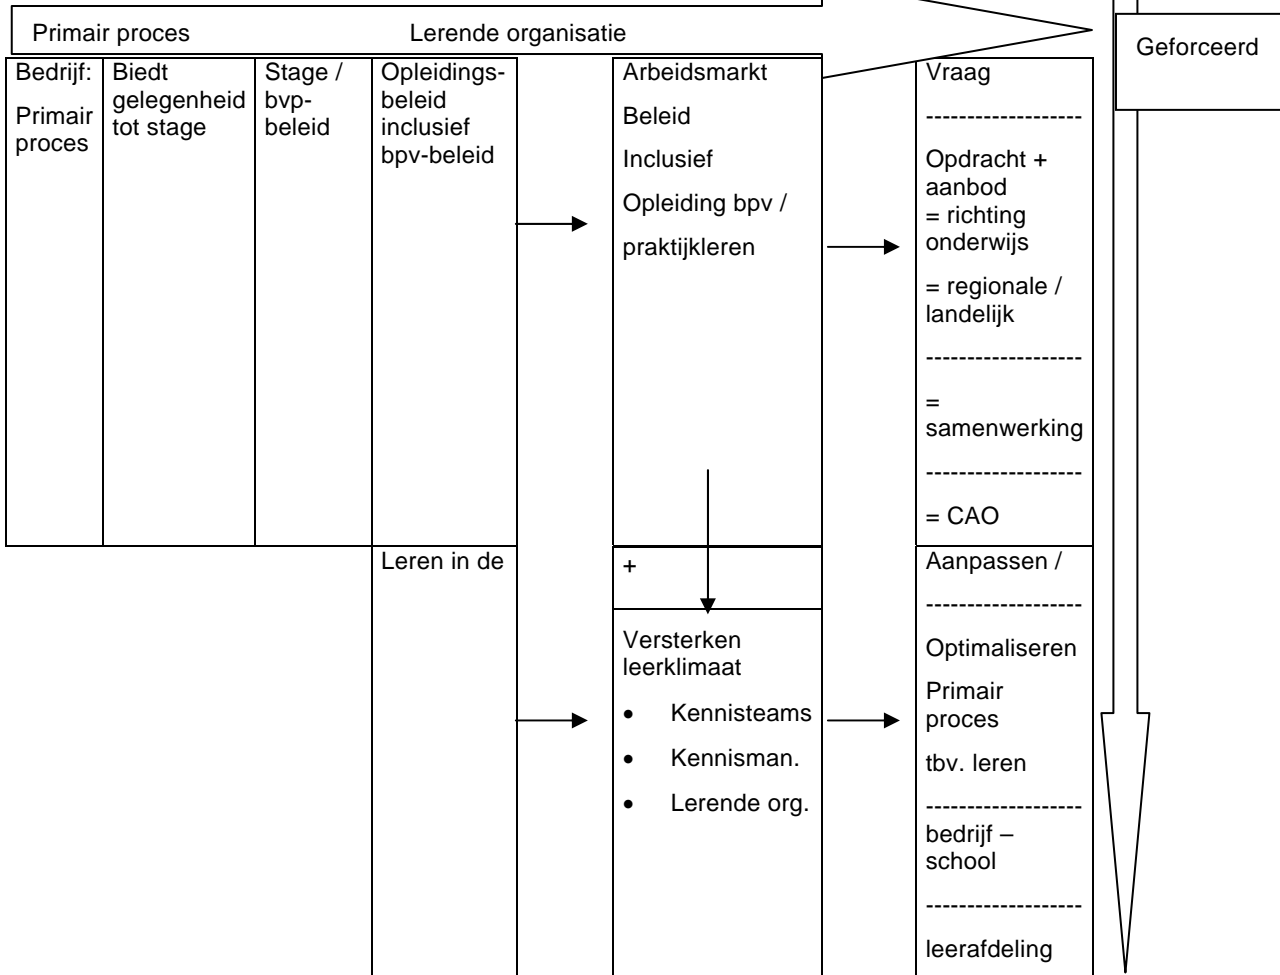 Primair proces Lerende organisatie
Geforceerd
Bedrijf:
Primair
proces
Biedt
gelegenheid
tot stage
Stage /
bvp-
beleid
Opleidings-
beleid
inclusief
bpv-beleid
Arbeidsmarkt
Beleid
Inclusief
Opleiding bpv /
praktijkleren
Vraag
-------------------
Opdracht +
aanbod
= richting
onderwijs
= regionale /
landelijk
-------------------
=
samenwerking
-------------------
= CAO
Leren in de
+
Versterken
leerklimaat
• Kennisteams
• Kennisman.
• Lerende org.
Aanpassen /
-------------------
Optimaliseren
Primair
proces
tbv. leren
-------------------
bedrijf –
school
-------------------
leerafdeling